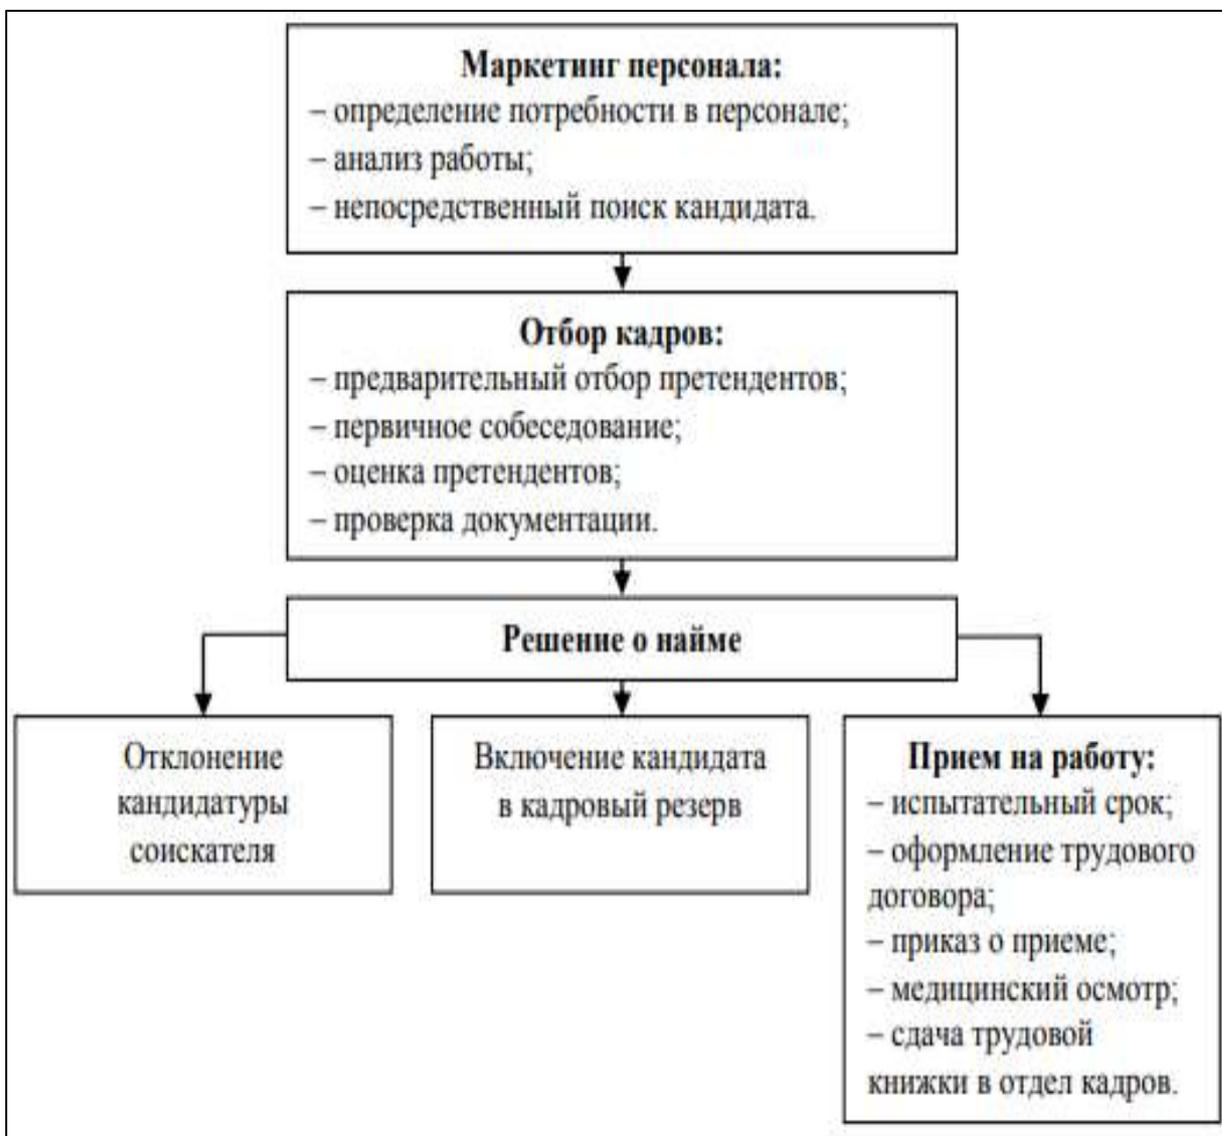 Маркетинг персонала:
– определение потребности в персонале;
– анализ работы;
– непосредственный поиск кандидата.
Отбор кадров:
– предварительный отбор претендентов;
– первичное собеседование;
– оценка претендентов;
– проверка документации.
Решение о найме
Отклонение
кандидатуры
соискателя
Включение кандидата
в кадровый резерв
Прием на работу:
– испытательный срок;
– оформление трудового
договора;
– приказ о приеме;
– медицинский осмотр;
– сдача трудовой
книжки в отдел кадров.